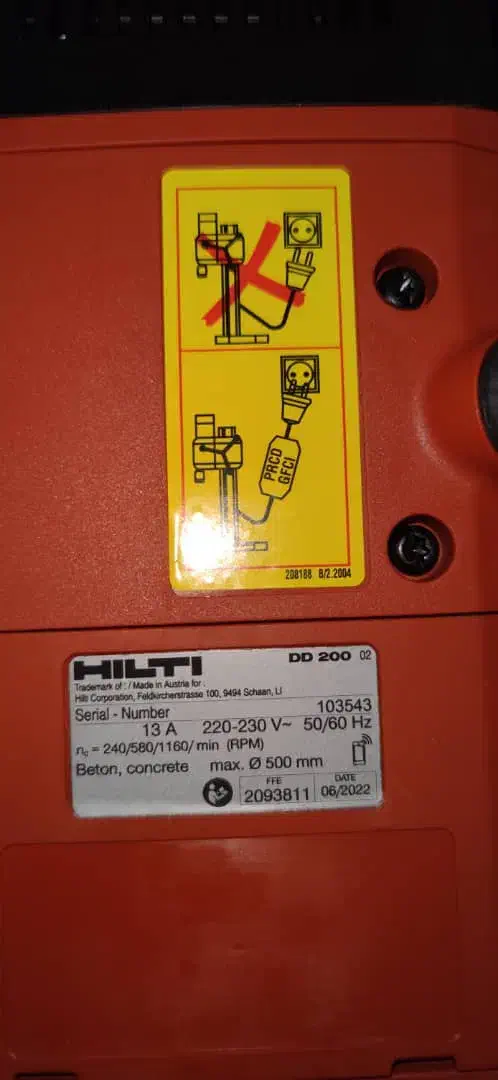 PRCD
GFCI
208188 B/2.2004
HILTI DD 200 02
Trademark of : / Made in Austria for :
Hilti Corporation, Feldkircherstrasse 100, 9494 Schaan, LI
Serial - Number 103543
13 A 220-230 V~ 50/60 Hz
n₀ = 240/580/1160/min (RPM)
Beton, concrete max. Ø 500 mm
FFE DATE
2093811 06/2022